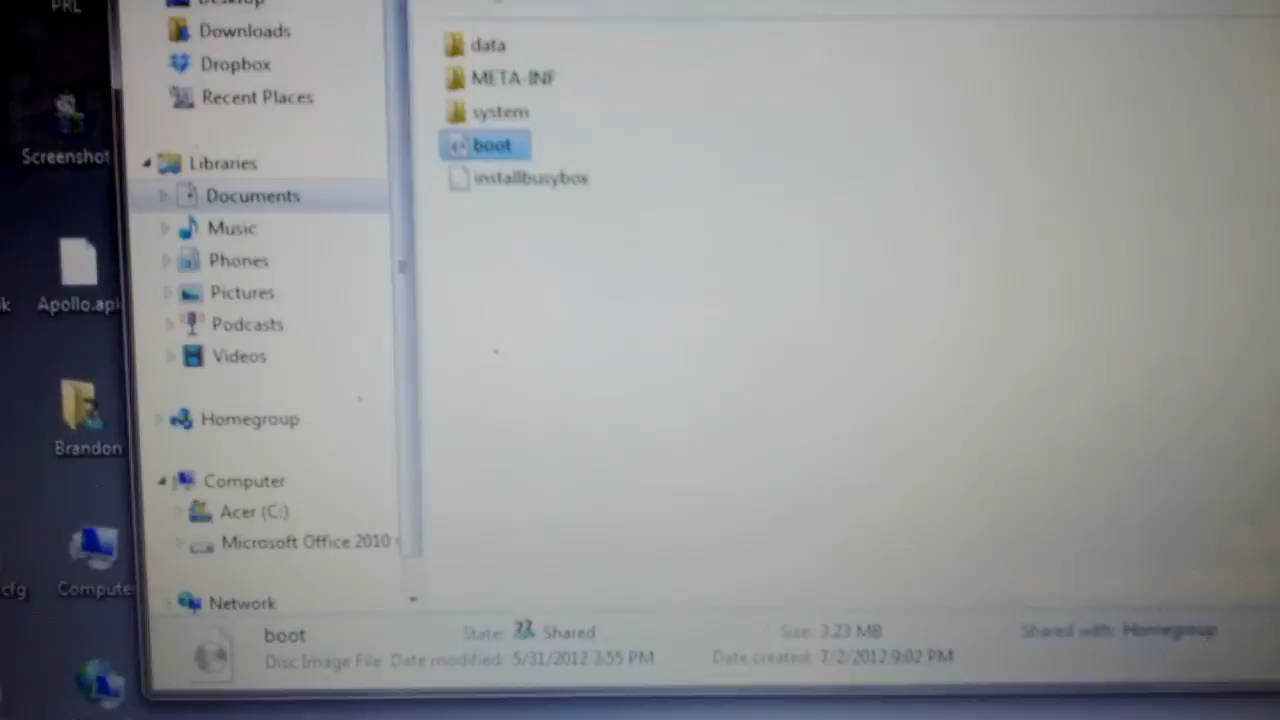 PRL
Desktop
Downloads
Dropbox
Recent Places
Screenshot
Libraries
Documents
Music
Phones
Apollo.apk
Pictures
Podcasts
Videos
Homegroup
Brandon
Computer
Acer (C:)
Microsoft Office 2010
cfg
Compute
Network
data
META-INF
system
boot
installbusybox
boot State: Shared Size: 3.23 MB Shared with: Homegroup
Disc Image File Date modified: 5/31/2012 3:55 PM Date created: 7/2/2012 9:02 PM